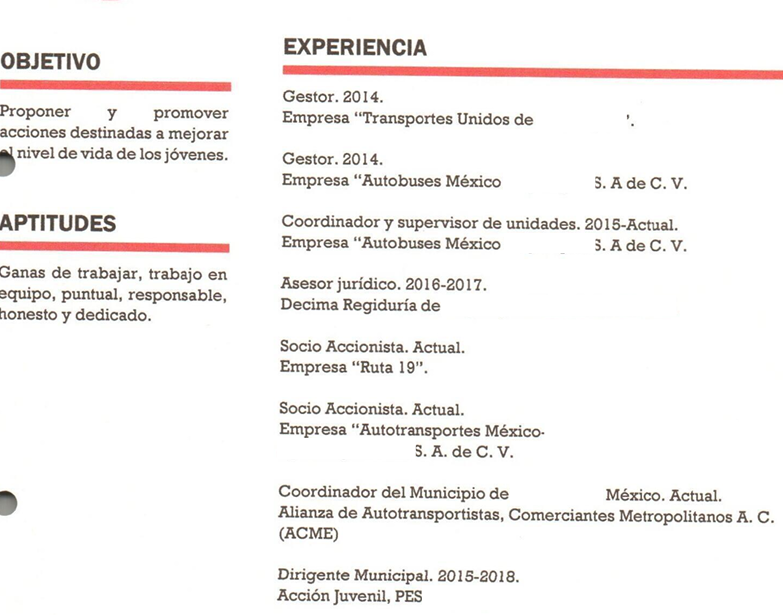 OBJETIVO
Proponer y promover
acciones destinadas a mejorar
el nivel de vida de los jóvenes.
APTITUDES
Ganas de trabajar, trabajo en
equipo, puntual, responsable,
honesto y dedicado.
EXPERIENCIA
Gestor. 2014.
Empresa “Transportes Unidos de ’.
Gestor. 2014.
Empresa “Autobuses México S. A de C. V.
Coordinador y supervisor de unidades. 2015-Actual.
Empresa “Autobuses México S. A de C. V.
Asesor jurídico. 2016-2017.
Decima Regiduría de
Socio Accionista. Actual.
Empresa “Ruta 19”.
Socio Accionista. Actual.
Empresa “Autotransportes México-
S. A. de C. V.
Coordinador del Municipio de México. Actual.
Alianza de Autotransportistas, Comerciantes Metropolitanos A. C.
(ACME)
Dirigente Municipal. 2015-2018.
Acción Juvenil, PES